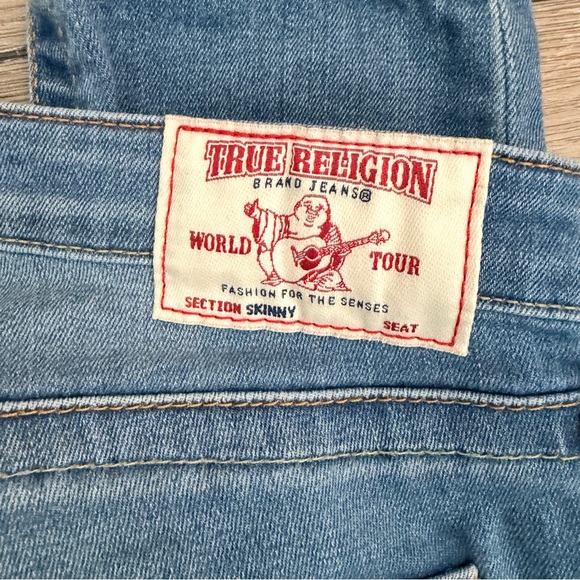 TRUE RELIGION
BRAND JEANS®
WORLD TOUR
FASHION FOR THE SENSES
SECTION SKINNY SEAT